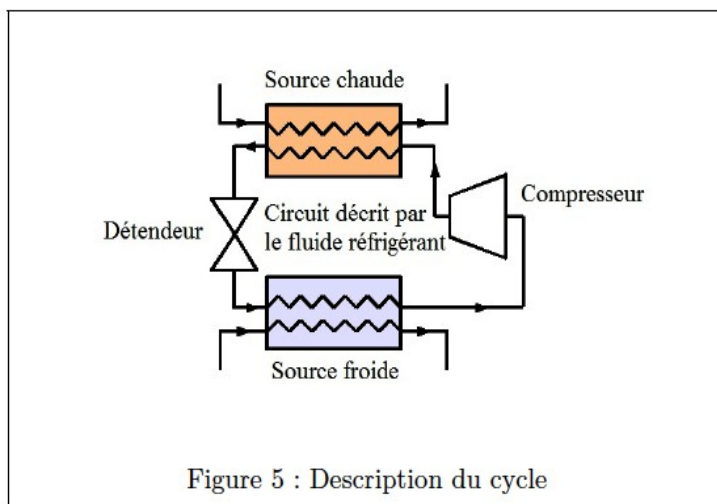 Source chaude
Compresseur
Détendeur
Circuit décrit par
le fluide réfrigérant
Source froide
Figure 5 : Description du cycle